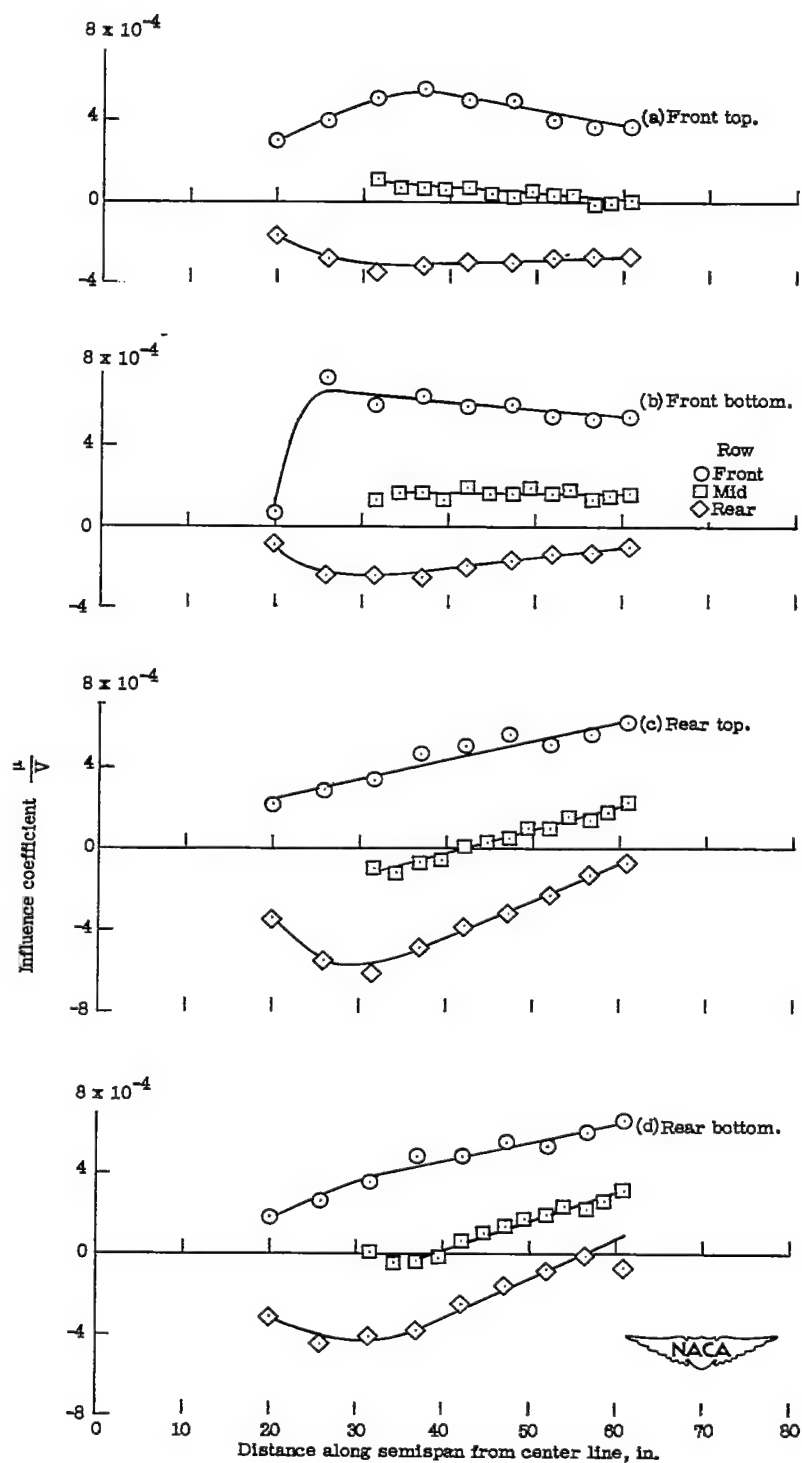 8 x 10-4
4
0
-4
(a) Front top.
8 x 10-4
4
0
-4
(b) Front bottom.
Row
Front
Mid
Rear
8 x 10-4
4
0
-4
-8
(c) Rear top.
Influence coefficient μ/V
8 x 10-4
4
0
-4
-8
(d) Rear bottom.
NACA
0 10 20 30 40 50 60 70 80
Distance along semispan from center line, in.